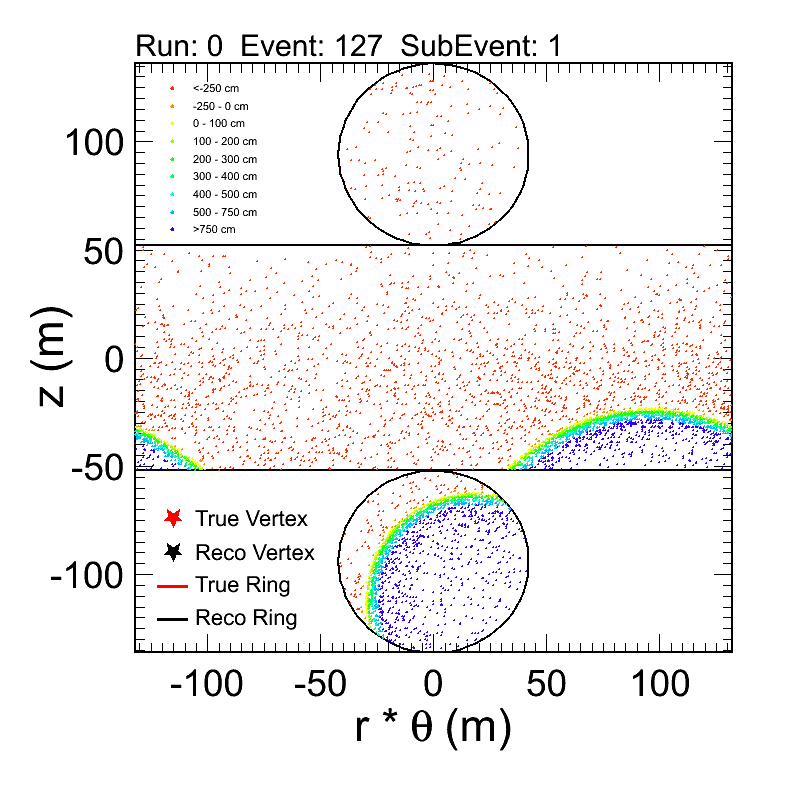 Run: 0  Event: 127  SubEvent: 1
<-250 cm
-250 - 0 cm
0 - 100 cm
100 - 200 cm
200 - 300 cm
300 - 400 cm
400 - 500 cm
500 - 750 cm
>750 cm
100
50
0
-50
-100
z (m)
True Vertex
Reco Vertex
True Ring
Reco Ring
-100 -50 0 50 100
r * θ (m)